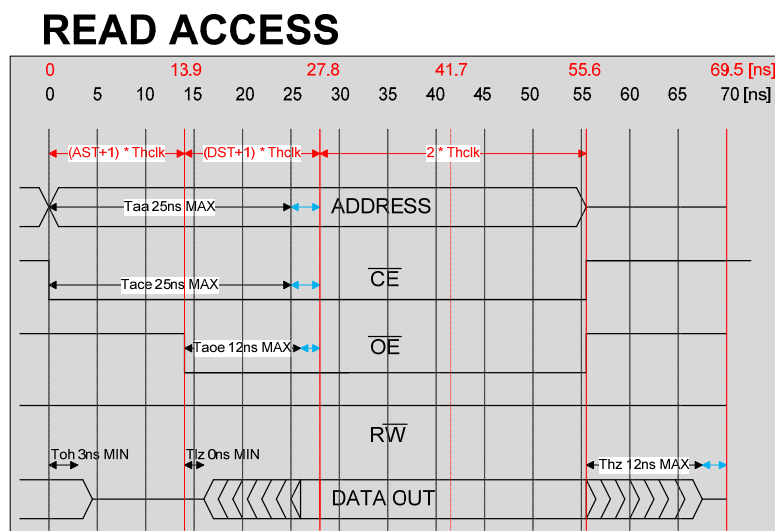 READ ACCESS
0 13.9 27.8 41.7 55.6 69.5 [ns]
0 5 10 15 20 25 30 35 40 45 50 55 60 65 70 [ns]
(AST+1) * Thclk (DST+1) * Thclk 2 * Thclk
Taa 25ns MAX ADDRESS
Tace 25ns MAX CE
Taoe 12ns MAX OE
RW
Toh 3ns MIN Tlz 0ns MIN Thz 12ns MAX
DATA OUT